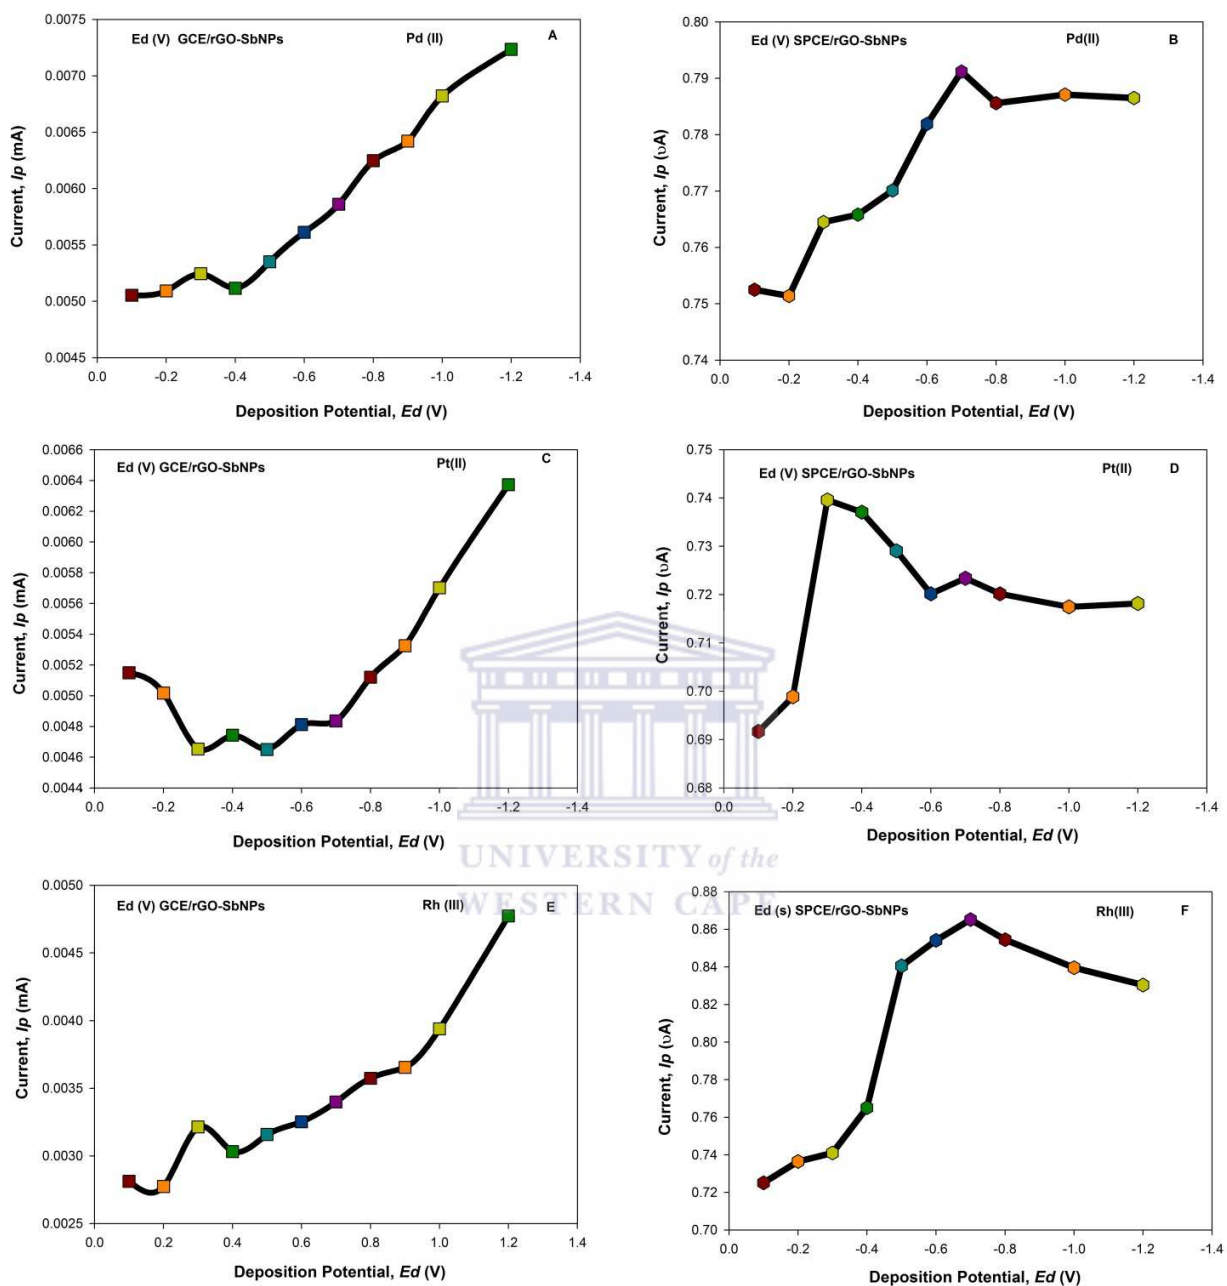 Ed (V) GCE/rGO-SbNPs Pd (II) A
Current, Ip (mA)
0.0075
0.0070
0.0065
0.0060
0.0055
0.0050
0.0045
0.0 -0.2 -0.4 -0.6 -0.8 -1.0 -1.2 -1.4
Deposition Potential, Ed (V)
Ed (V) SPCE/rGO-SbNPs Pd(II) B
Current, Ip (υA)
0.80
0.79
0.78
0.77
0.76
0.75
0.74
0.0 -0.2 -0.4 -0.6 -0.8 -1.0 -1.2 -1.4
Deposition Potential, Ed (V)
Ed (V) GCE/rGO-SbNPs Pt(II) C
Current, Ip (mA)
0.0066
0.0064
0.0062
0.0060
0.0058
0.0056
0.0054
0.0052
0.0050
0.0048
0.0046
0.0044
0.0 -0.2 -0.4 -0.6 -0.8 -1.0 -1.2 -1.4
Deposition Potential, Ed (V)
Ed (V) SPCE/rGO-SbNPs Pt(II) D
Current, Ip (υA)
0.75
0.74
0.73
0.72
0.71
0.70
0.69
0.68
0.0 -0.2 -0.4 -0.6 -0.8 -1.0 -1.2 -1.4
Deposition Potential, Ed (V)
UNIVERSITY of the
WESTERN CAPE
Ed (V) GCE/rGO-SbNPs Rh (III) E
Current, Ip (mA)
0.0050
0.0045
0.0040
0.0035
0.0030
0.0025
0.0 0.2 0.4 0.6 0.8 1.0 1.2 1.4
Deposition Potential, Ed (V)
Ed (s) SPCE/rGO-SbNPs Rh(III) F
Current, Ip (υA)
0.88
0.86
0.84
0.82
0.80
0.78
0.76
0.74
0.72
0.70
0.0 -0.2 -0.4 -0.6 -0.8 -1.0 -1.2 -1.4
Deposition Potential, Ed (V)